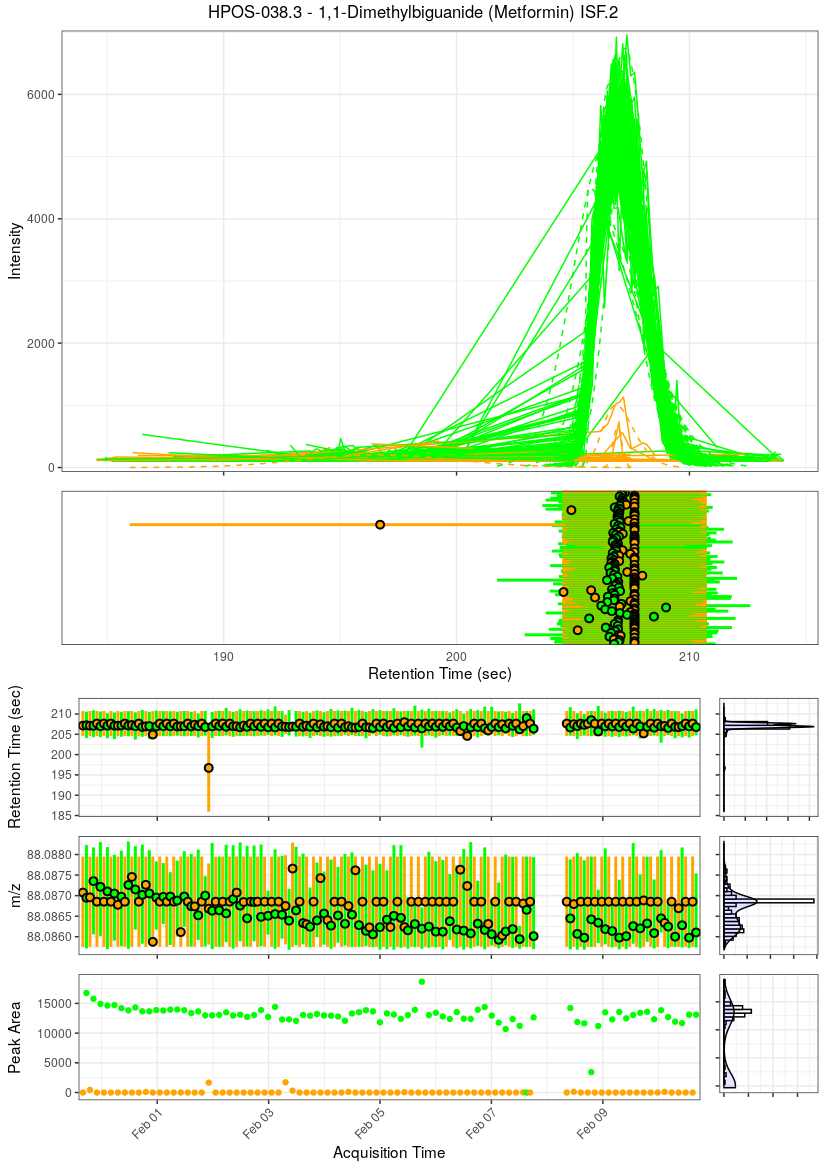 HPOS-038.3 - 1,1-Dimethylbiguanide (Metformin) ISF.2
Intensity
6000
4000
2000
0
190
200
210
Retention Time (sec)
Retention Time (sec)
210
205
200
195
190
185
m/z
88.0880
88.0875
88.0870
88.0865
88.0860
Peak Area
15000
10000
5000
0
Feb 01
Feb 03
Feb 05
Feb 07
Feb 09
Acquisition Time